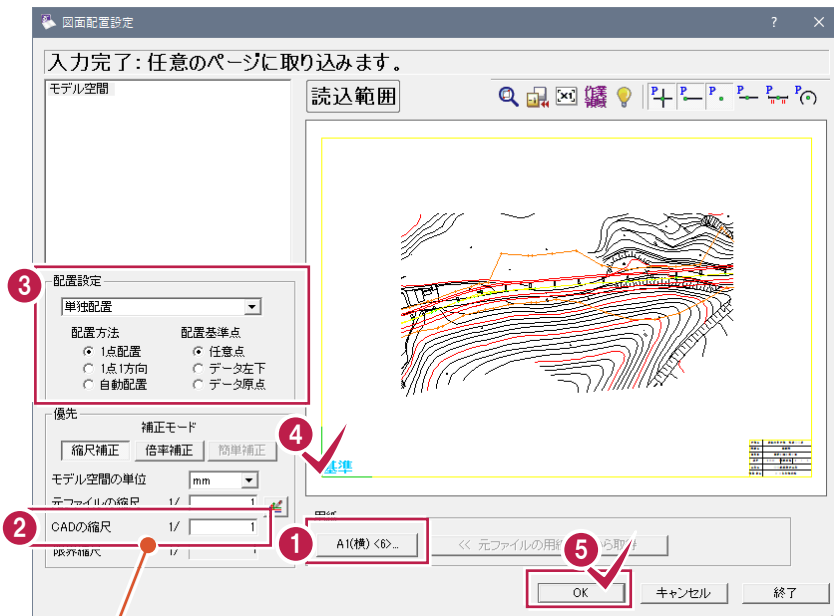 図面配置設定
? ×
入力完了：任意のページに取り込みます。
モデル空間
読込範囲
P P P P P P
3
配置設定
単独配置
配置方法 配置基準点
1点配置 任意点
1点1方向 データ左下
自動配置 データ原点
優先
補正モード
縮尺補正 倍率補正 簡単補正
モデル空間の単位 mm
元ファイルの縮尺 1/ 1
2
CADの縮尺 1/ 1
限界縮尺 1/ 1
4
基準
用紙
1
A1(横) <6>...
<< 元ファイルの用紙
5
OK キャンセル 終了